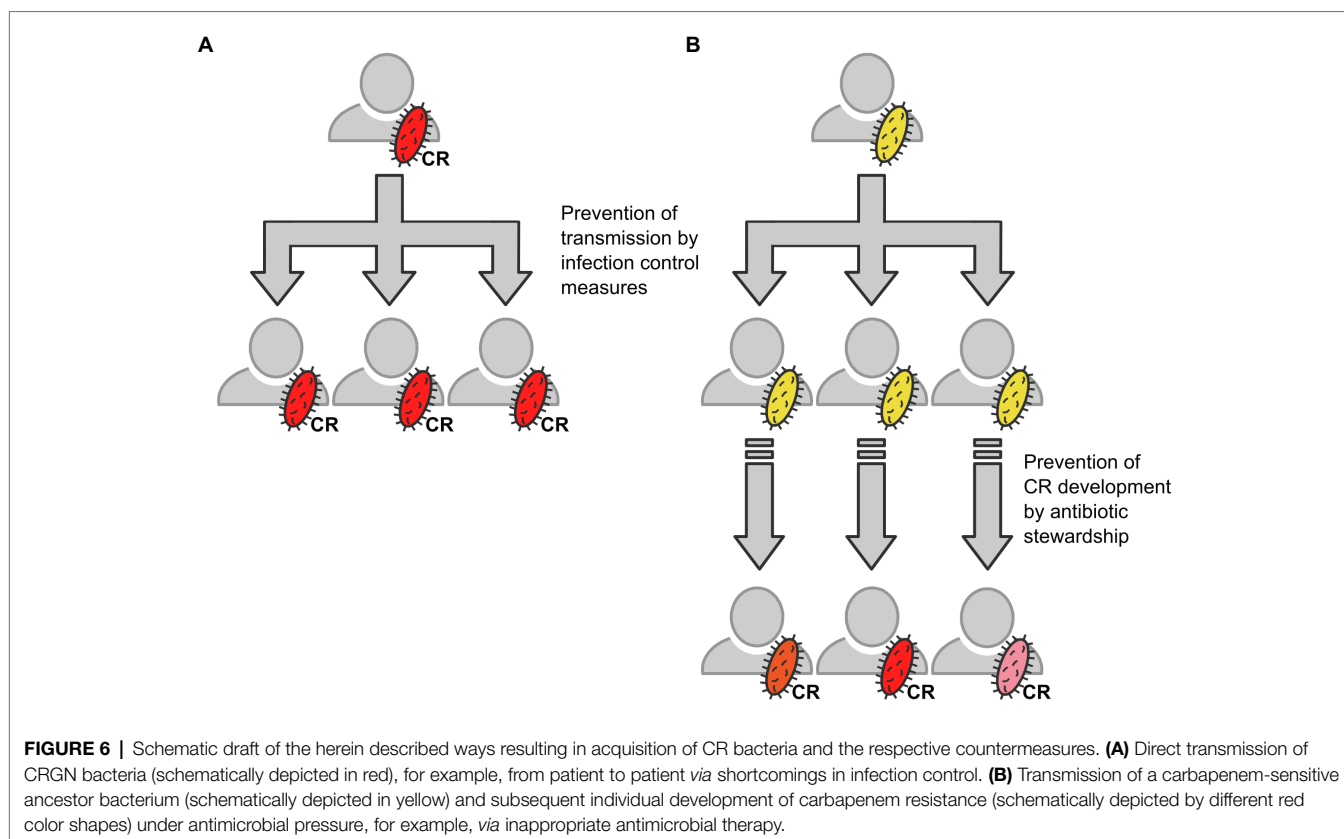 A
B
CR
Prevention of
transmission by
infection control
measures
CR
CR
CR
Prevention of
CR development
by antibiotic
stewardship
CR
CR
CR
FIGURE 6 | Schematic draft of the herein described ways resulting in acquisition of CR bacteria and the respective countermeasures. (A) Direct transmission of
CRGN bacteria (schematically depicted in red), for example, from patient to patient via shortcomings in infection control. (B) Transmission of a carbapenem-sensitive
ancestor bacterium (schematically depicted in yellow) and subsequent individual development of carbapenem resistance (schematically depicted by different red
color shapes) under antimicrobial pressure, for example, via inappropriate antimicrobial therapy.